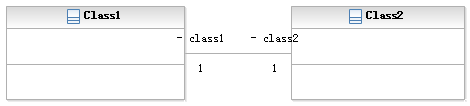 Class1
Class2
- class1
- class2
1
1